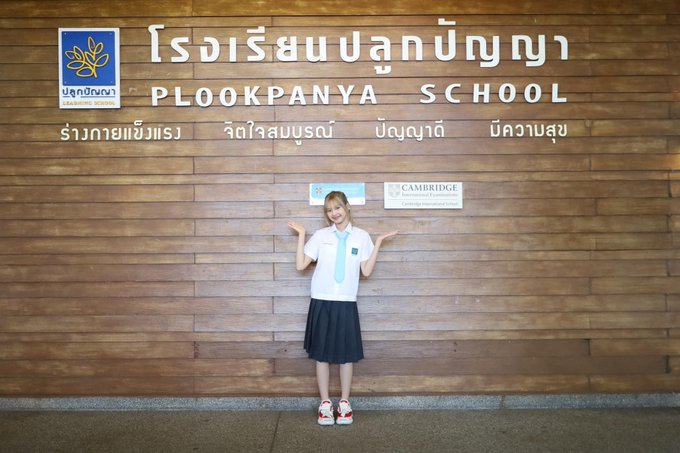 โรงเรียนปลูกปัญญา
ปลูกปัญญา
LEARNING SCHOOL
PLOOKPANYA SCHOOL
ร่างกายแข็งแรง จิตใจสมบูรณ์ ปัญญาดี มีความสุข
CAMBRIDGE
International Examinations
Cambridge International School